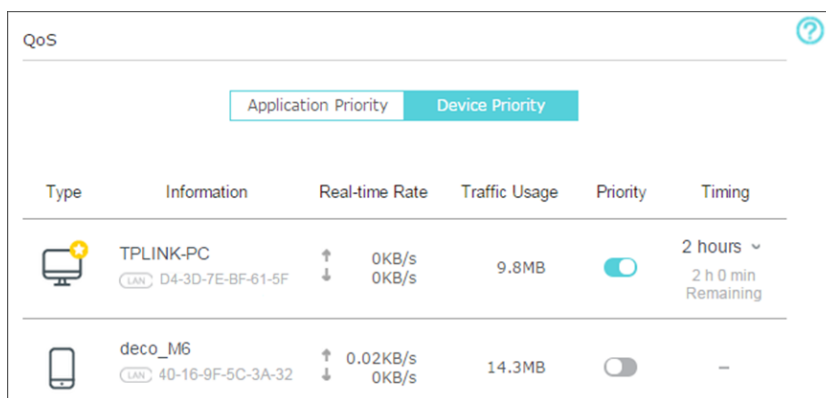 QoS
?
Application Priority Device Priority
Type Information Real-time Rate Traffic Usage Priority Timing
TPLINK-PC ↑ 0KB/s 9.8MB 2 hours
LAN D4-3D-7E-BF-61-5F ↓ 0KB/s 2 h 0 min
Remaining
deco_M6 ↑ 0.02KB/s 14.3MB –
LAN 40-16-9F-5C-3A-32 ↓ 0KB/s